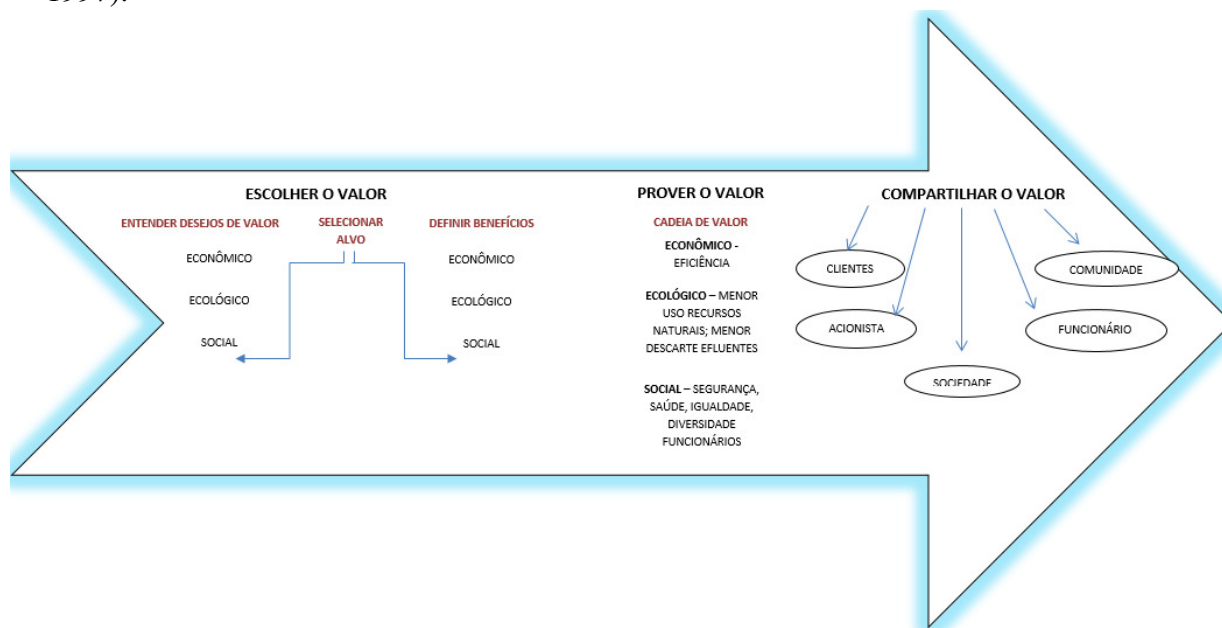 ESCOLHER O VALOR
ENTENDER DESEJOS DE VALOR
ECONÔMICO
ECOLÓGICO
SOCIAL
SELECIONAR
ALVO
DEFINIR BENEFÍCIOS
ECONÔMICO
ECOLÓGICO
SOCIAL
PROVER O VALOR
CADEIA DE VALOR
ECONÔMICO -
EFICIÊNCIA
ECOLÓGICO – MENOR
USO RECURSOS
NATURAIS; MENOR
DESCARTE EFLUENTES
SOCIAL – SEGURANÇA,
SAÚDE, IGUALDADE,
DIVERSIDADE
FUNCIONÁRIOS
COMPARTILHAR O VALOR
CLIENTES
ACIONISTA
SOCIEDADE
FUNCIONÁRIO
COMUNIDADE